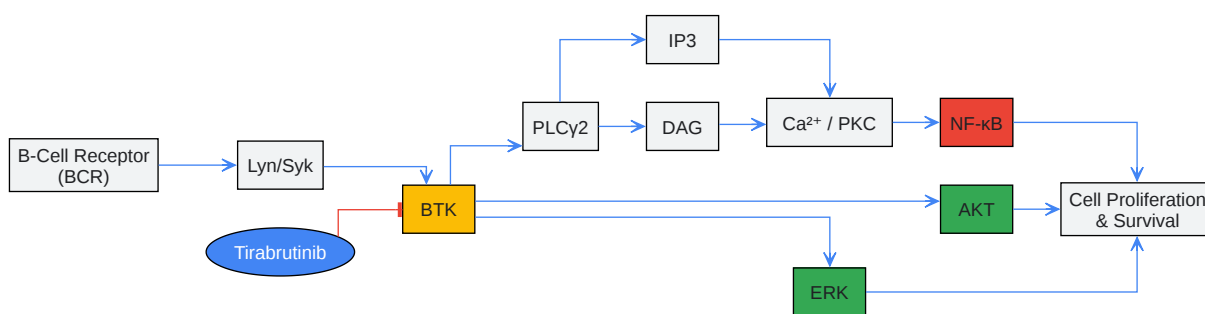 IP3
PLCγ2
DAG
Ca²⁺ / PKC
NF-κB
B-Cell Receptor
(BCR)
Lyn/Syk
BTK
AKT
Cell Proliferation
& Survival
Tirabrutinib
ERK